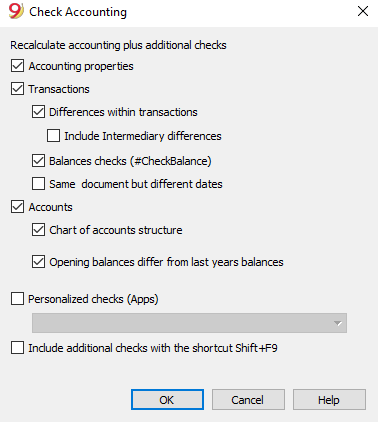 9 Check Accounting
Recalculate accounting plus additional checks
Accounting properties
Transactions
Differences within transactions
Include Intermediary differences
Balances checks (#CheckBalance)
Same document but different dates
Accounts
Chart of accounts structure
Opening balances differ from last years balances
Personalized checks (Apps)
Include additional checks with the shortcut Shift+F9
OK Cancel Help